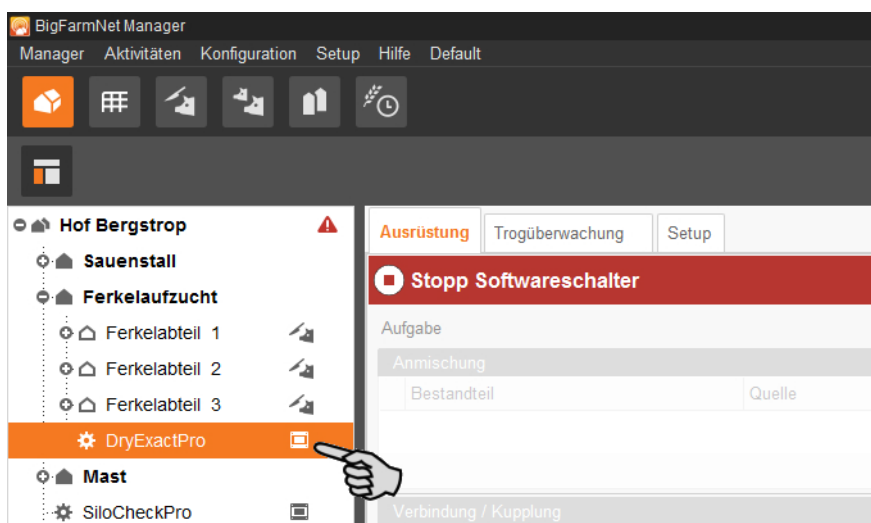 BigFarmNet Manager
Manager Aktivitäten Konfiguration Setup Hilfe Default
Hof Bergstrop
Sauenstall
Ferkelaufzucht
Ferkelabteil 1
Ferkelabteil 2
Ferkelabteil 3
DryExactPro
Mast
SiloCheckPro
Ausrüstung Trogüberwachung Setup
Stopp Softwareschalter
Aufgabe
Anmischung
Bestandteil Quelle
Verbindung / Kupplung